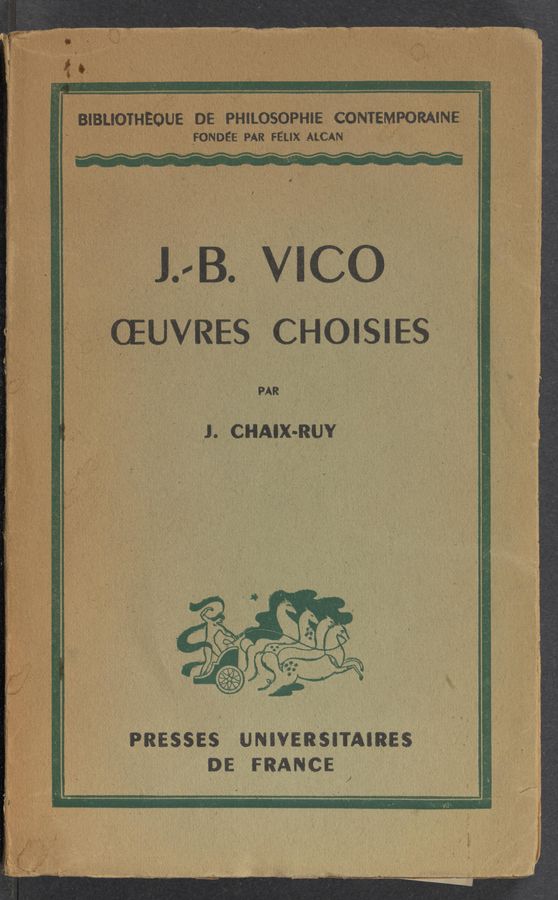 BIBLIOTHÈQUE DE PHILOSOPHIE CONTEMPORAINE
FONDÉE PAR FÉLIX ALCAN
J.-B. VICO
ŒUVRES CHOISIES
PAR
J. CHAIX-RUY
PRESSES UNIVERSITAIRES
DE FRANCE